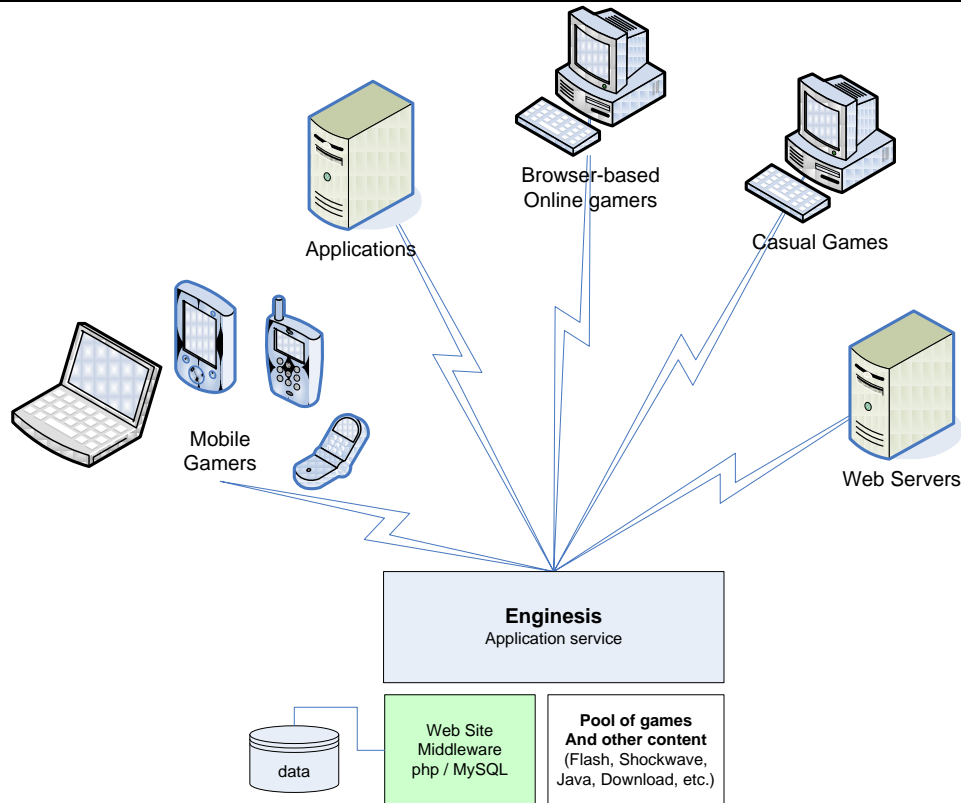 Browser-based
Online gamers
Casual Games
Applications
Mobile
Gamers
Web Servers
Enginesis
Application service
data
Web Site
Middleware
php / MySQL
Pool of games
And other content
(Flash, Shockwave,
Java, Download, etc.)